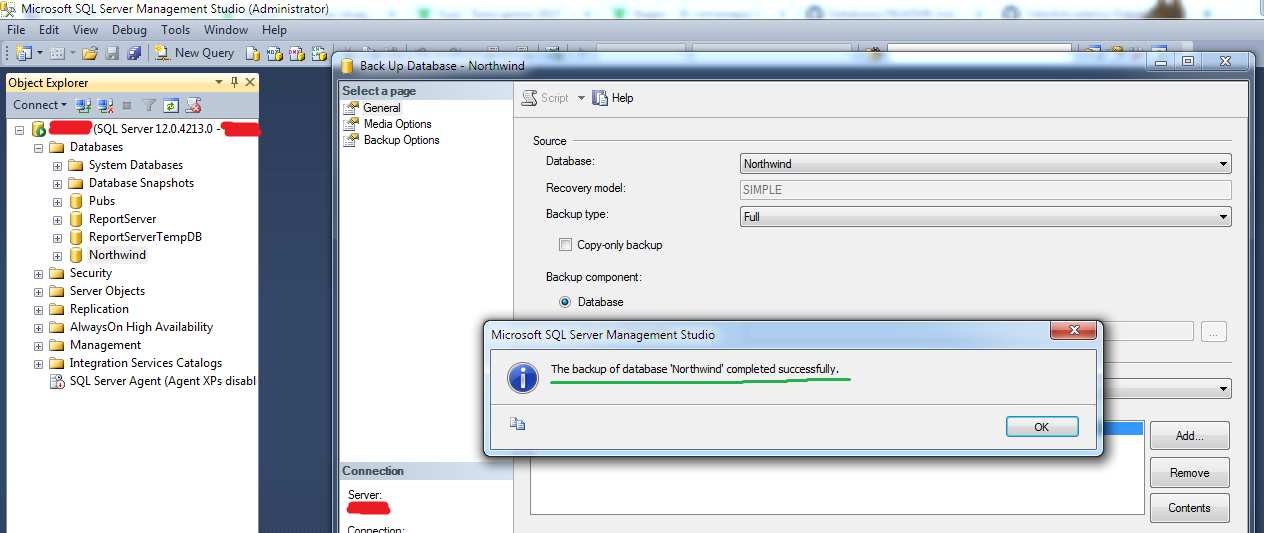 Microsoft SQL Server Management Studio (Administrator)
File Edit View Debug Tools Window Help
New Query
Object Explorer
Connect
(SQL Server 12.0.4213.0 -
Databases
System Databases
Database Snapshots
Pubs
ReportServer
ReportServerTempDB
Northwind
Security
Server Objects
Replication
AlwaysOn High Availability
Management
Integration Services Catalogs
SQL Server Agent (Agent XPs disabl
Back Up Database - Northwind
Select a page
General
Media Options
Backup Options
Script Help
Source
Database: Northwind
Recovery model: SIMPLE
Backup type: Full
Copy-only backup
Backup component:
Database
...
Microsoft SQL Server Management Studio
The backup of database 'Northwind' completed successfully.
OK
Add...
Remove
Contents
Connection
Server:
Connection: